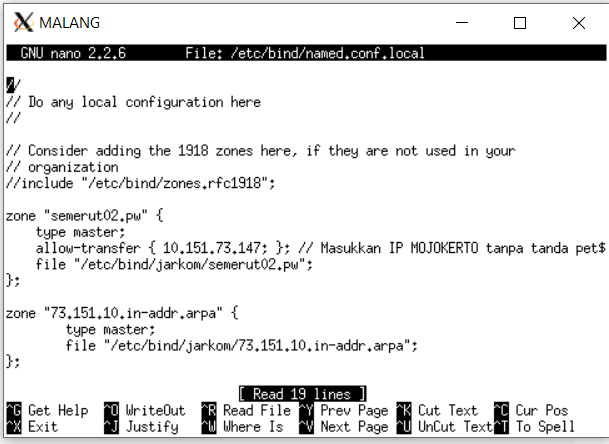 MALANG
GNU nano 2.2.6 File: /etc/bind/named.conf.local
//
// Do any local configuration here
//
// Consider adding the 1918 zones here, if they are not used in your
// organization
//include "/etc/bind/zones.rfc1918";
zone "semerut02.pw" {
    type master;
    allow-transfer { 10.151.73.147; }; // Masukkan IP MOJOKERTO tanpa tanda pet$
    file "/etc/bind/jarkom/semerut02.pw";
};
zone "73.151.10.in-addr.arpa" {
        type master;
        file "/etc/bind/jarkom/73.151.10.in-addr.arpa";
};
[ Read 19 lines ]
^G Get Help ^O WriteOut ^R Read File ^Y Prev Page ^K Cut Text ^C Cur Pos
^X Exit ^J Justify ^W Where Is ^V Next Page ^U UnCut Text ^T To Spell